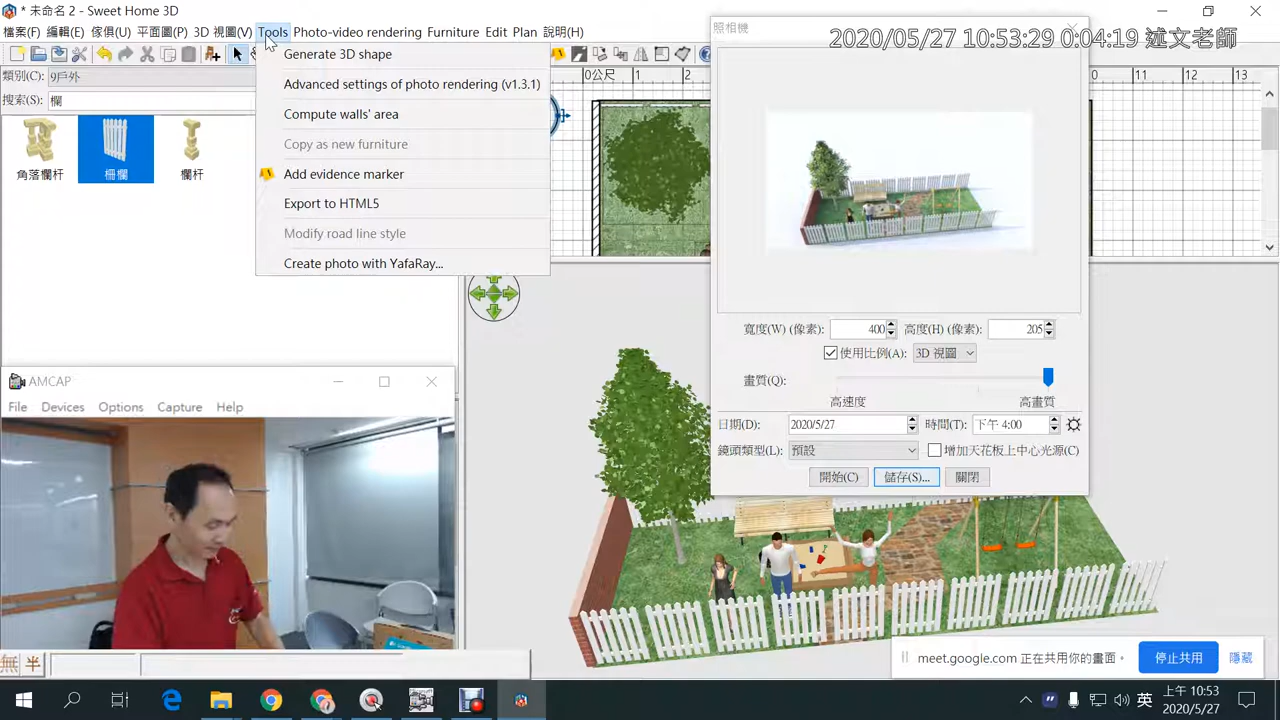 * 未命名 2 - Sweet Home 3D
檔案(F)編輯(E) 傢俱(U) 平面圖(P) 3D 視圖(V) Tools Photo-video rendering Furniture Edit Plan 說明(H)
照相機
2020/05/27 10:53:29 0:04:19 述文老師
類別(C): 9戶外
搜索(S): 欄
角落欄杆 柵欄 欄杆
Generate 3D shape
Advanced settings of photo rendering (v1.3.1)
Compute walls' area
Copy as new furniture
Add evidence marker
Export to HTML5
Modify road line style
Create photo with YafaRay...
0公尺 1 2 10 11 12 13
寬度(W) (像素): 400 高度(H) (像素): 205
使用比例(A): 3D 視圖
畫質(Q):
高速度 高畫質
日期(D): 2020/5/27 時間(T): 下午 4:00
鏡頭類型(L): 預設 增加天花板上中心光源(C)
開始(C) 儲存(S)... 關閉
AMCAP
File Devices Options Capture Help
無 半
meet.google.com 正在共用你的畫面。 停止共用 隱藏
英 上午 10:53
2020/5/27